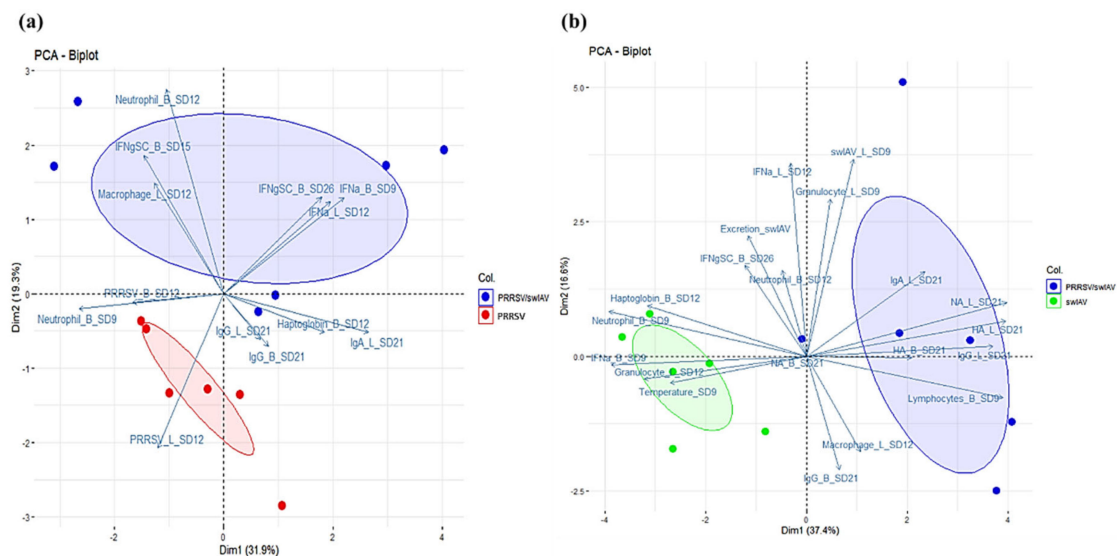 (a)
PCA - Biplot
3
2
1
0
-1
-2
-3
Dim2 (19.3%)
Neutrophil_B_SD12
IFNgSC_B_SD15
Macrophage_L_SD12
IFNgSC_B_SD26
IFNa_B_SD9
IFNa_L_SD12
PRRSV_B_SD12
Neutrophil_B_SD9
IgG_L_SD21
Haptoglobin_B_SD12
IgA_L_SD21
IgG_B_SD21
PRRSV_L_SD12
-2
0
2
4
Dim1 (31.9%)
Col.
PRRSV/swIAV
PRRSV
(b)
PCA - Biplot
5.0
2.5
0.0
-2.5
Dim2 (16.6%)
swIAV_L_SD9
IFNa_L_SD12
Granulocyte_L_SD9
Excretion_swIAV
IFNgSC_B_SD26
Neutrophil_B_SD12
IgA_L_SD21
Haptoglobin_B_SD12
NA_L_SD21
Neutrophil_B_SD9
HA_L_SD21
HA_B_SD21
IgG_L_SD21
IFNa_B_SD9
NA_B_SD21
Temperature_SD9
Lymphocytes_B_SD9
Macrophage_L_SD12
IgG_B_SD21
-4
-2
0
2
4
Dim1 (37.4%)
Col.
PRRSV/swIAV
swIAV